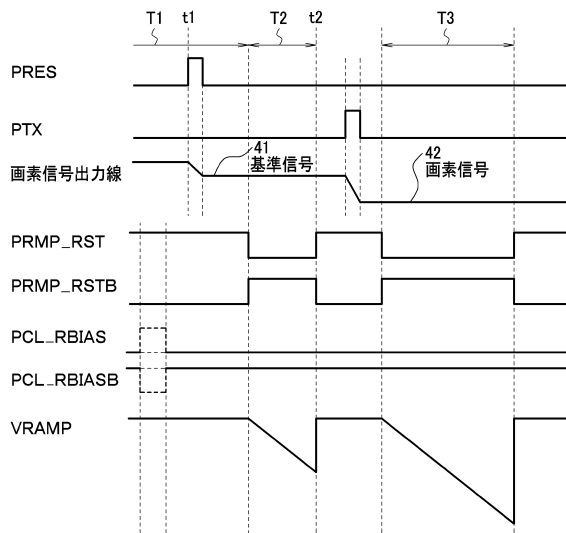 T1 t1 T2 t2 T3
PRES
PTX
41
基準信号
42
画素信号
画素信号出力線
PRMP_RST
PRMP_RSTB
PCL_RBIAS
PCL_RBIASB
VRAMP